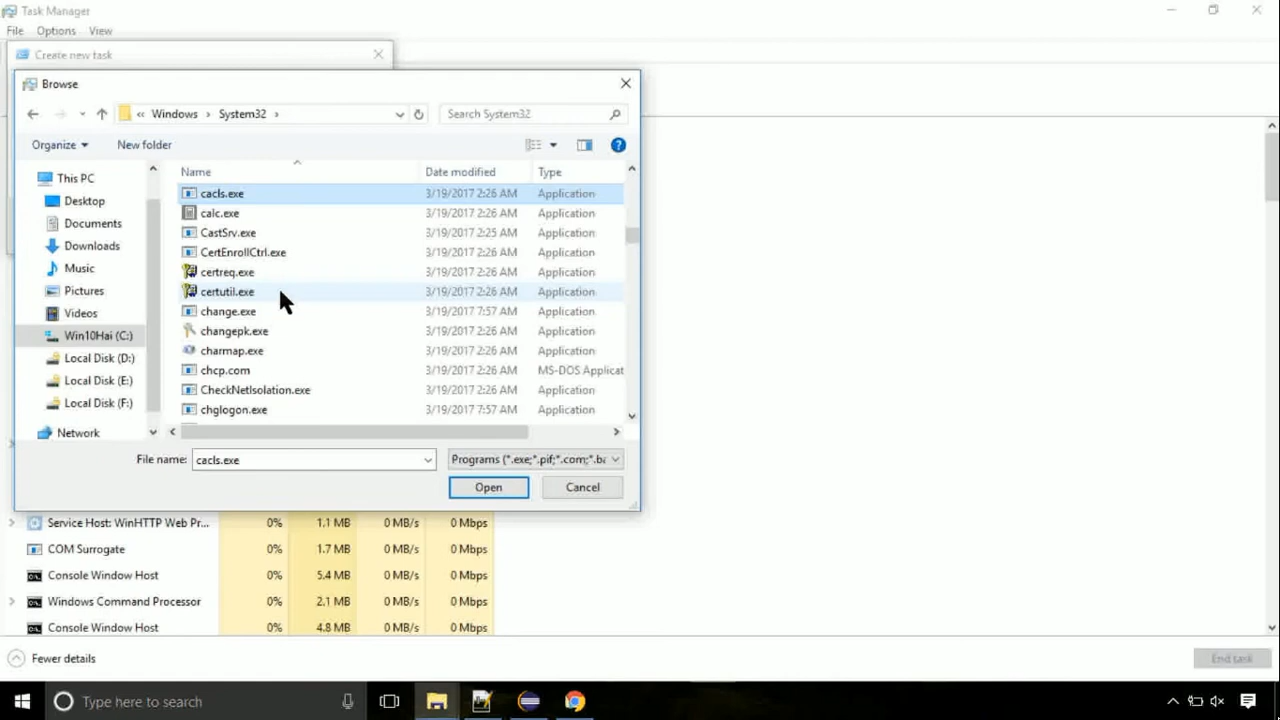 Task Manager
File Options View
Create new task
Browse
« Windows › System32 ›
Search System32
Organize
New folder
Name Date modified Type
This PC
Desktop
Documents
Downloads
Music
Pictures
Videos
Win10Hai (C:)
Local Disk (D:)
Local Disk (E:)
Local Disk (F:)
Network
cacls.exe 3/19/2017 2:26 AM Application
calc.exe 3/19/2017 2:26 AM Application
CastSrv.exe 3/19/2017 2:25 AM Application
CertEnrollCtrl.exe 3/19/2017 2:26 AM Application
certreq.exe 3/19/2017 2:26 AM Application
certutil.exe 3/19/2017 2:26 AM Application
change.exe 3/19/2017 7:57 AM Application
changepk.exe 3/19/2017 2:26 AM Application
charmap.exe 3/19/2017 2:26 AM Application
chcp.com 3/19/2017 2:26 AM MS-DOS Applicat
CheckNetIsolation.exe 3/19/2017 2:26 AM Application
chglogon.exe 3/19/2017 7:57 AM Application
File name: cacls.exe
Programs (*.exe;*.pif;*.com;*.ba
Open Cancel
Service Host: WinHTTP Web Pr... 0% 1.1 MB 0 MB/s 0 Mbps
COM Surrogate 0% 1.7 MB 0 MB/s 0 Mbps
Console Window Host 0% 5.4 MB 0 MB/s 0 Mbps
Windows Command Processor 0% 2.1 MB 0 MB/s 0 Mbps
Console Window Host 0% 4.8 MB 0 MB/s 0 Mbps
Fewer details
End task
Type here to search